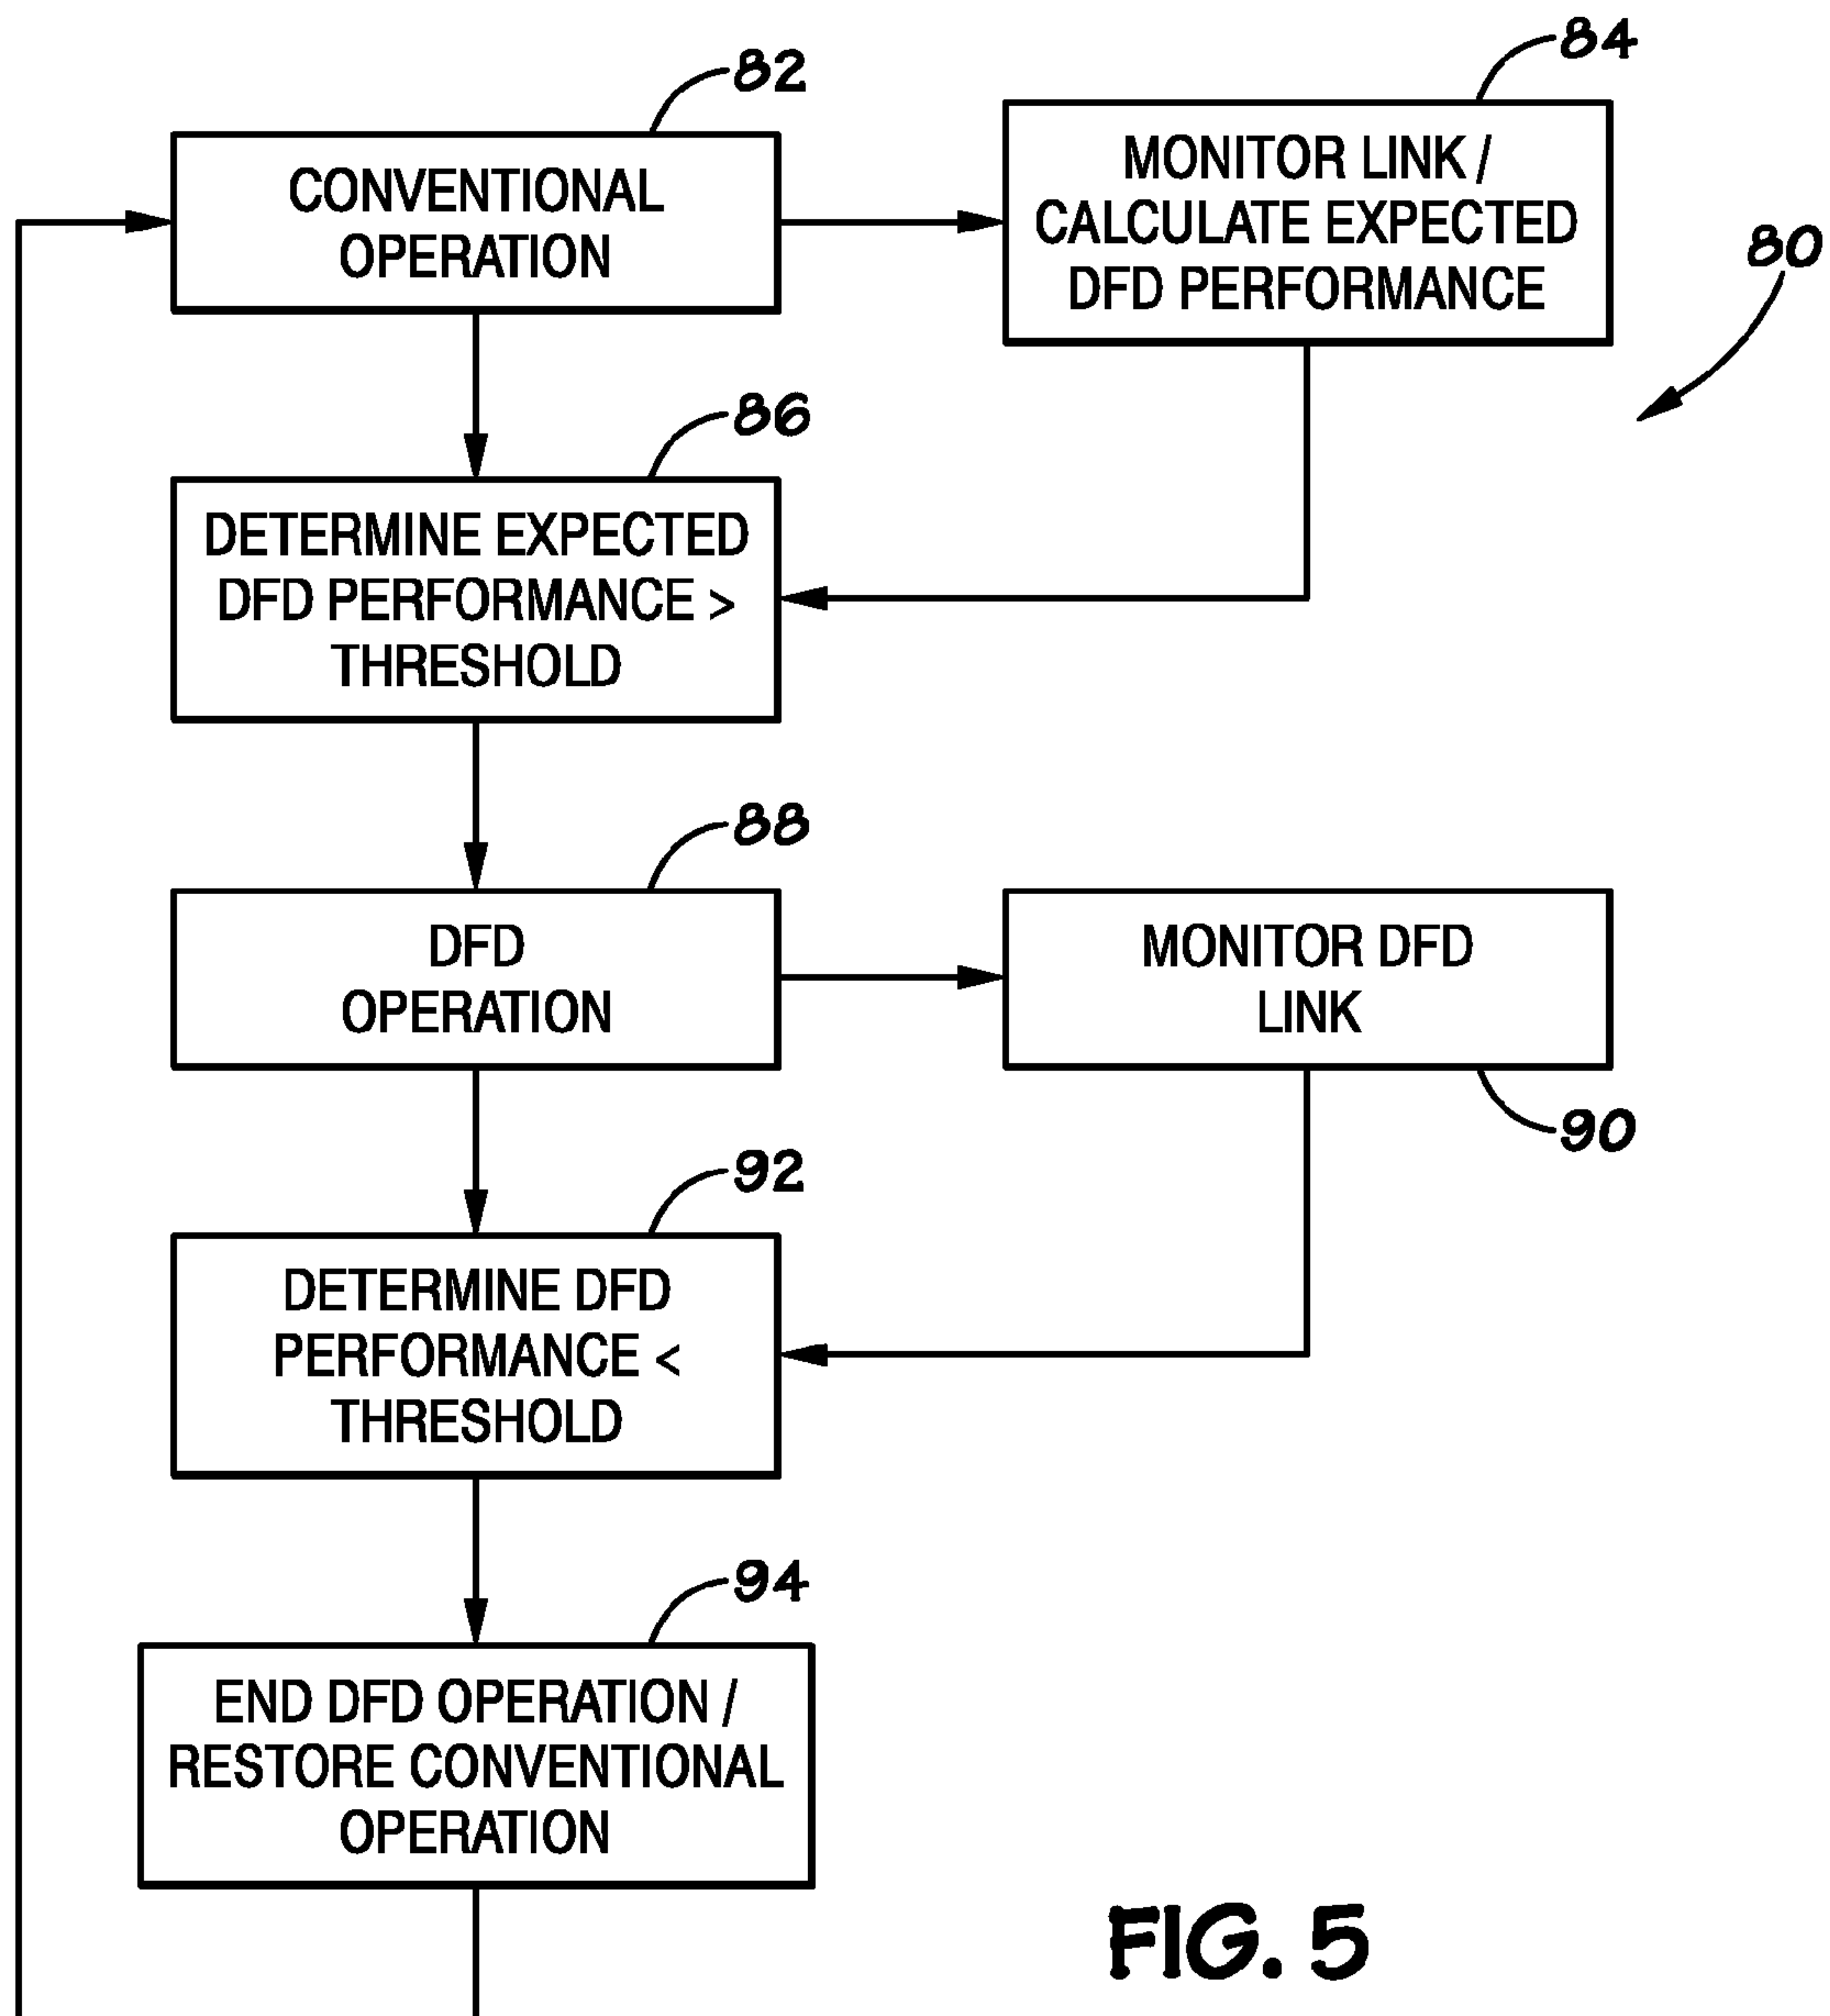 82
CONVENTIONAL
OPERATION
84
MONITOR LINK /
CALCULATE EXPECTED
DFD PERFORMANCE
80
86
DETERMINE EXPECTED
DFD PERFORMANCE >
THRESHOLD
88
DFD
OPERATION
MONITOR DFD
LINK
90
92
DETERMINE DFD
PERFORMANCE <
THRESHOLD
94
END DFD OPERATION /
RESTORE CONVENTIONAL
OPERATION
FIG. 5